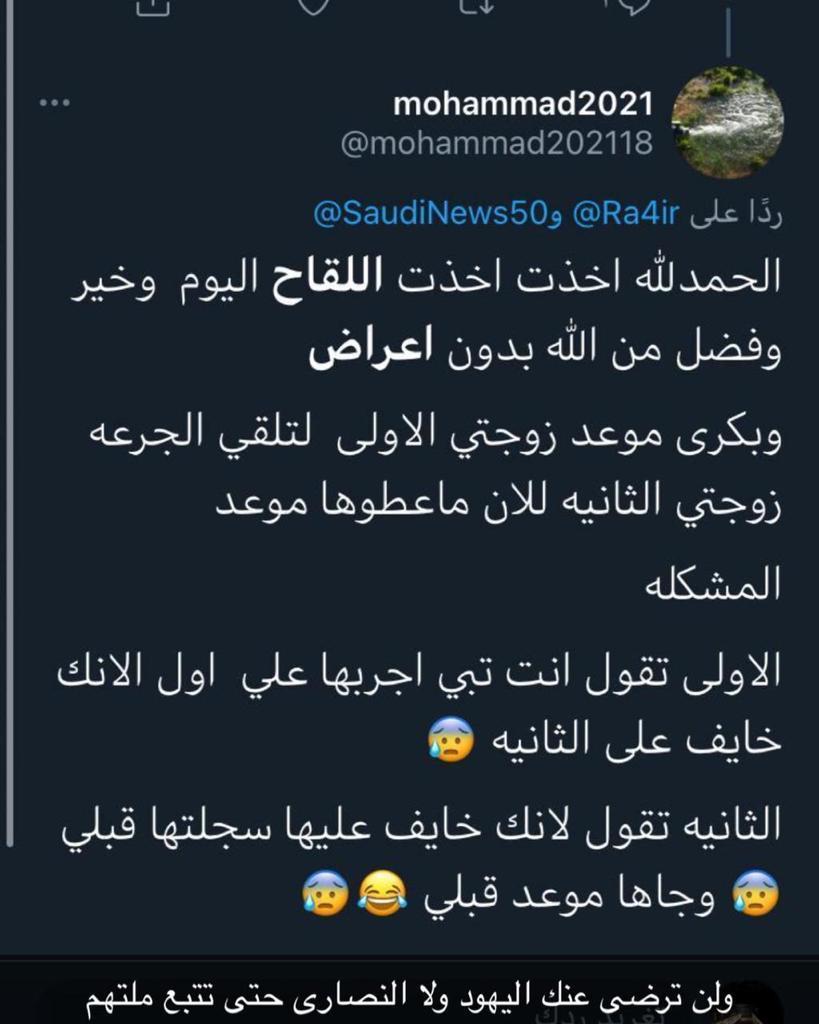 mohammad2021
@mohammad202118
ردًا على @Ra4ir و@SaudiNews50
الحمدلله اخذت اخذت اللقاح اليوم وخير
وفضل من الله بدون اعراض
وبكرى موعد زوجتي الاولى لتلقي الجرعه
زوجتي الثانيه للان ماعطوها موعد
المشكله
الاولى تقول انت تبي اجربها علي اول الانك
خايف على الثانيه 😰
الثانيه تقول لانك خايف عليها سجلتها قبلي
😰 وجاها موعد قبلي 😂😰
ولن ترضى عنك اليهود ولا النصارى حتى تتبع ملتهم